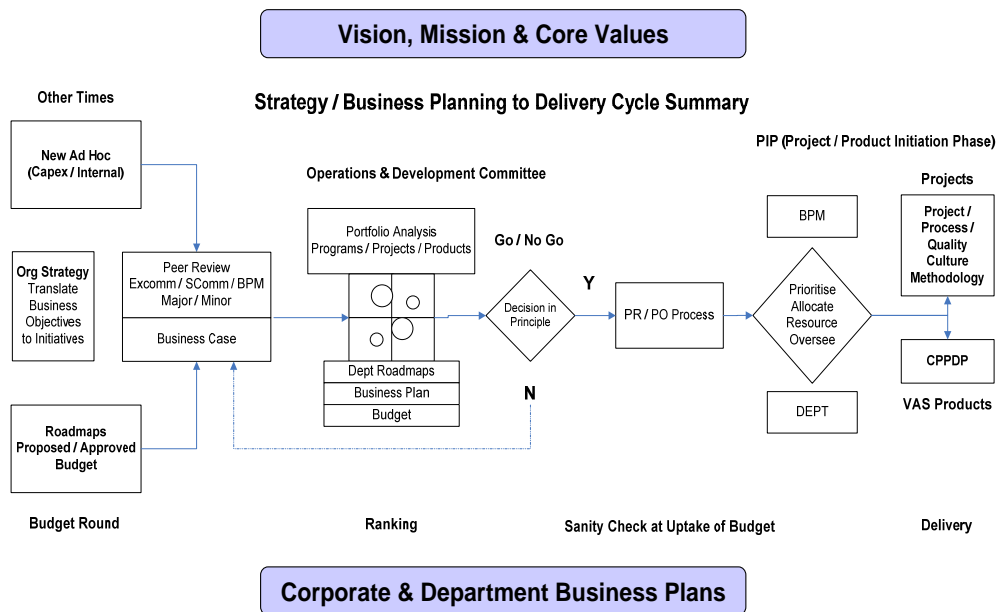 Vision, Mission & Core Values
Other Times
Strategy / Business Planning to Delivery Cycle Summary
PIP (Project / Product Initiation Phase)
New Ad Hoc
(Capex / Internal)
Operations & Development Committee
Projects
Portfolio Analysis
Programs / Projects / Products
BPM
Project /
Process /
Quality
Culture
Methodology
Go / No Go
Org Strategy
Translate
Business
Objectives
to Initiatives
Peer Review
Excomm / SComm / BPM
Major / Minor
Business Case
Decision in
Principle
Y
PR / PO Process
Prioritise
Allocate
Resource
Oversee
CPPDP
Dept Roadmaps
Business Plan
Budget
N
DEPT
VAS Products
Roadmaps
Proposed / Approved
Budget
Budget Round
Ranking
Sanity Check at Uptake of Budget
Delivery
Corporate & Department Business Plans